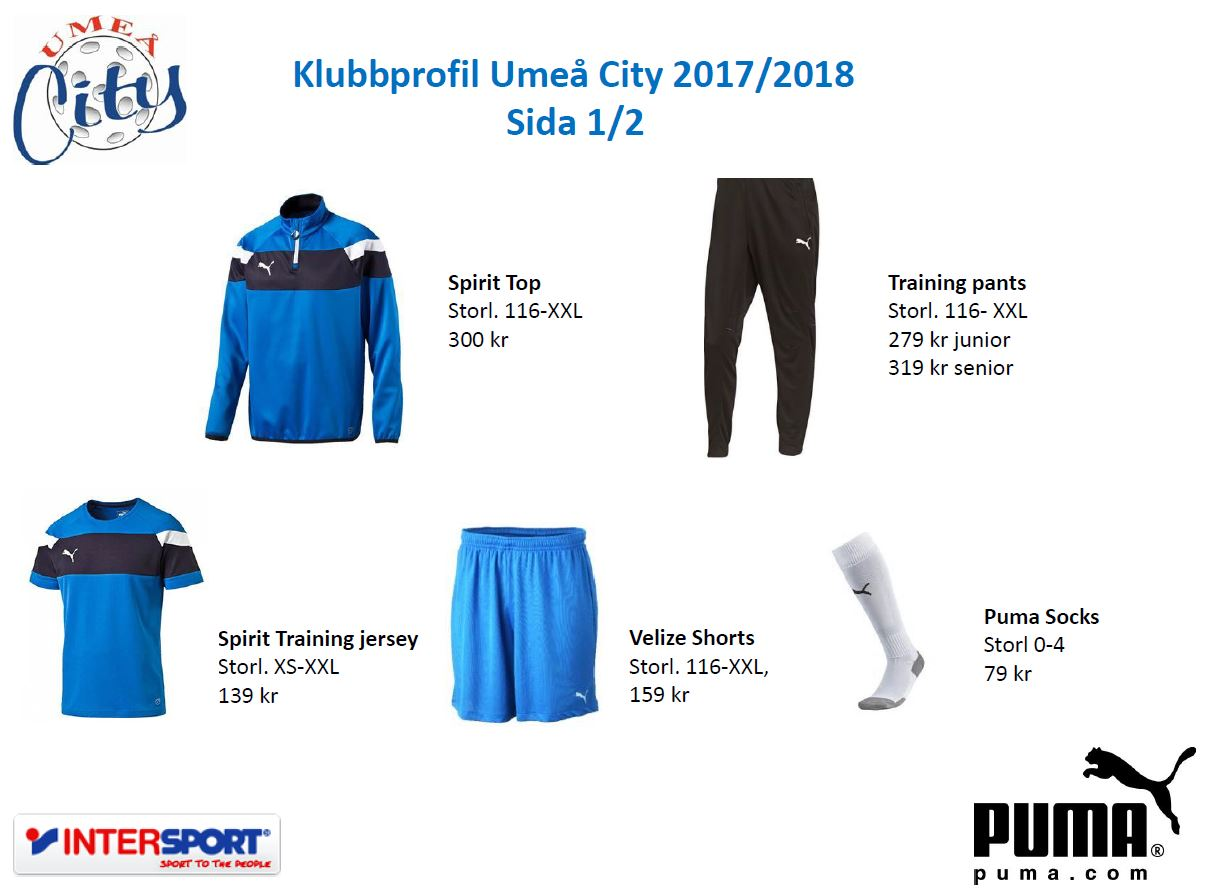 UMEÅ
City
Klubbprofil Umeå City 2017/2018
Sida 1/2
Spirit Top
Storl. 116-XXL
300 kr
Training pants
Storl. 116- XXL
279 kr junior
319 kr senior
Spirit Training jersey
Storl. XS-XXL
139 kr
Velize Shorts
Storl. 116-XXL,
159 kr
Puma Socks
Storl 0-4
79 kr
INTERSPORT®
SPORT TO THE PEOPLE
PUMA®
puma.com